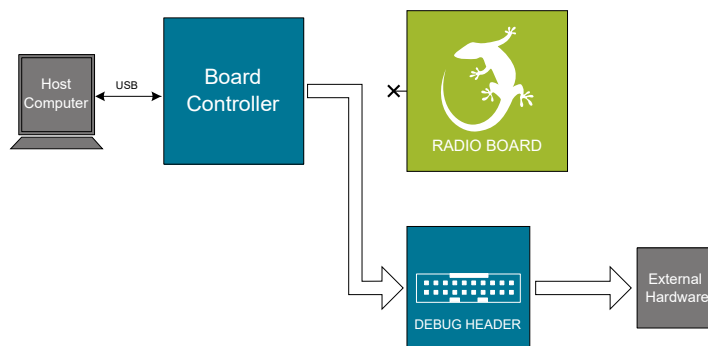 Host
Computer
USB
Board
Controller
RADIO BOARD
DEBUG HEADER
External
Hardware